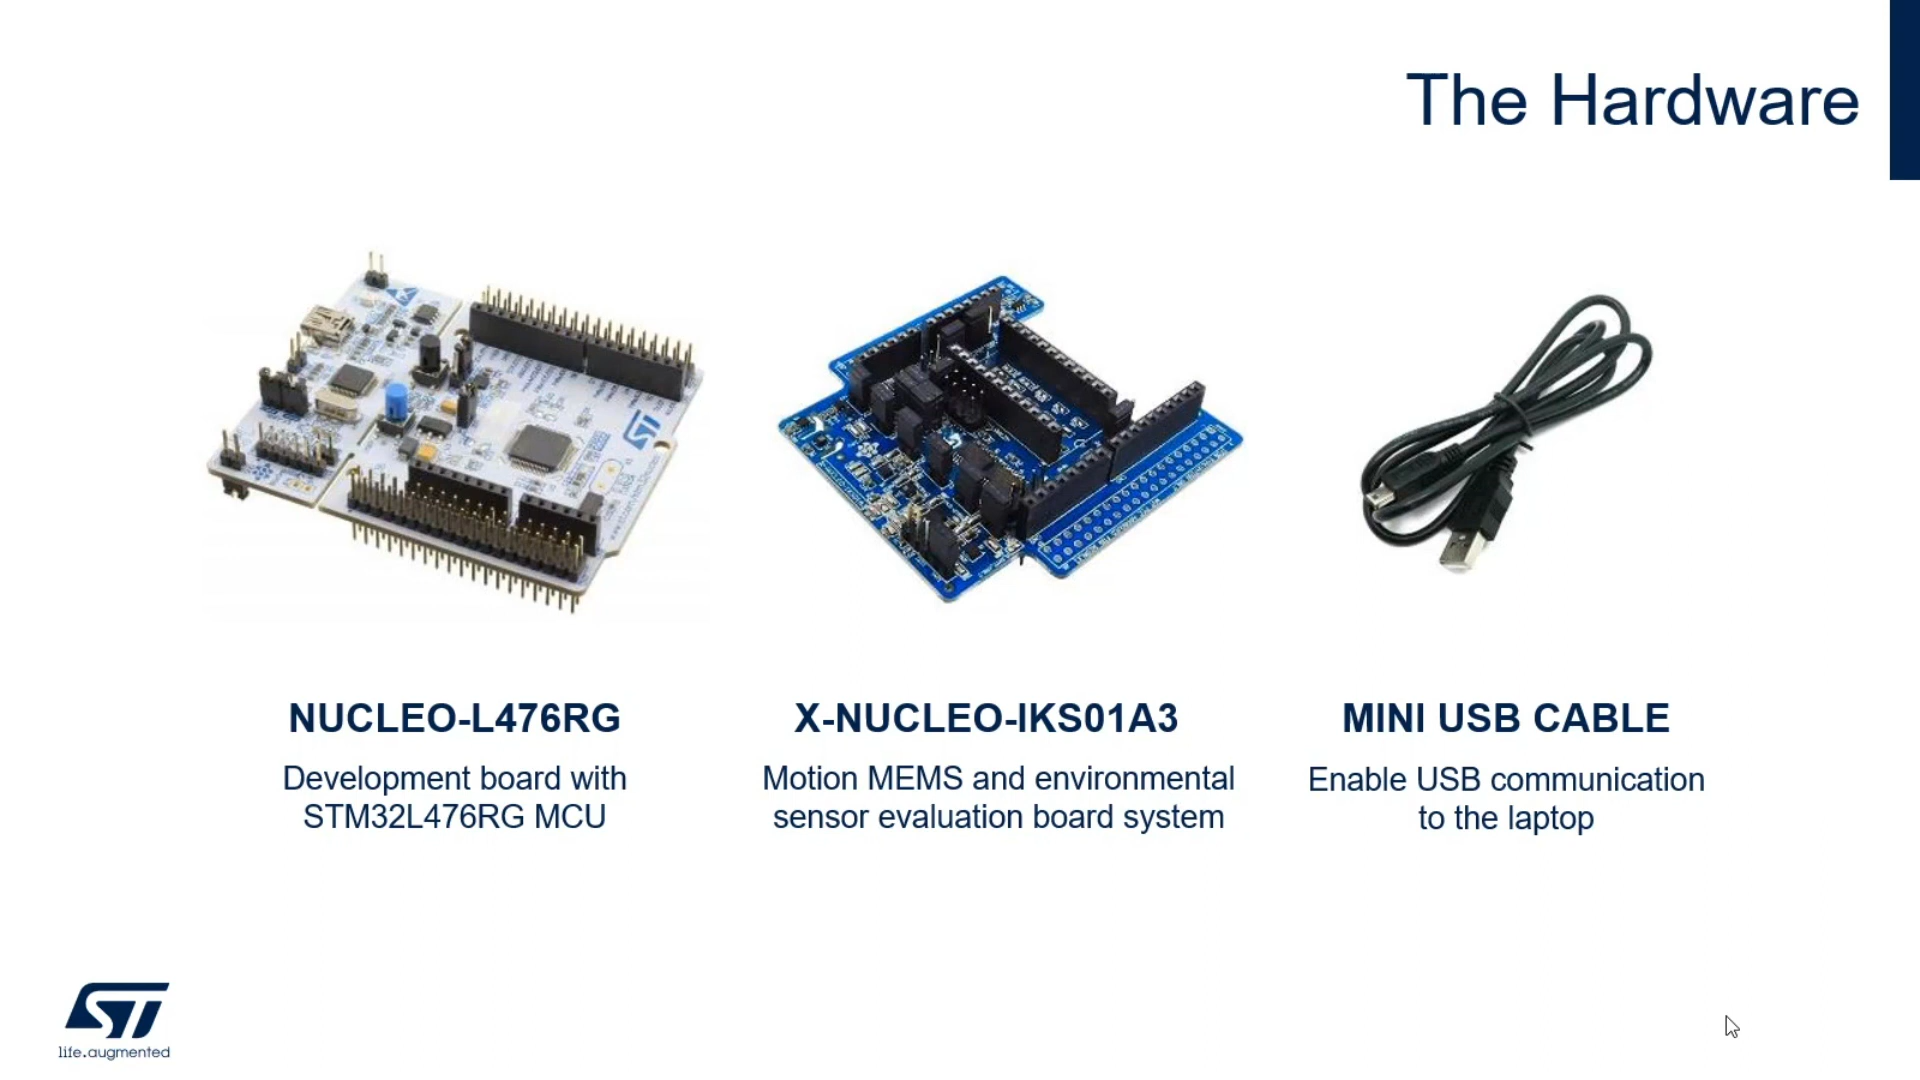 The Hardware
NUCLEO-L476RG
Development board with
STM32L476RG MCU
X-NUCLEO-IKS01A3
Motion MEMS and environmental
sensor evaluation board system
MINI USB CABLE
Enable USB communication
to the laptop
ST
life.augmented